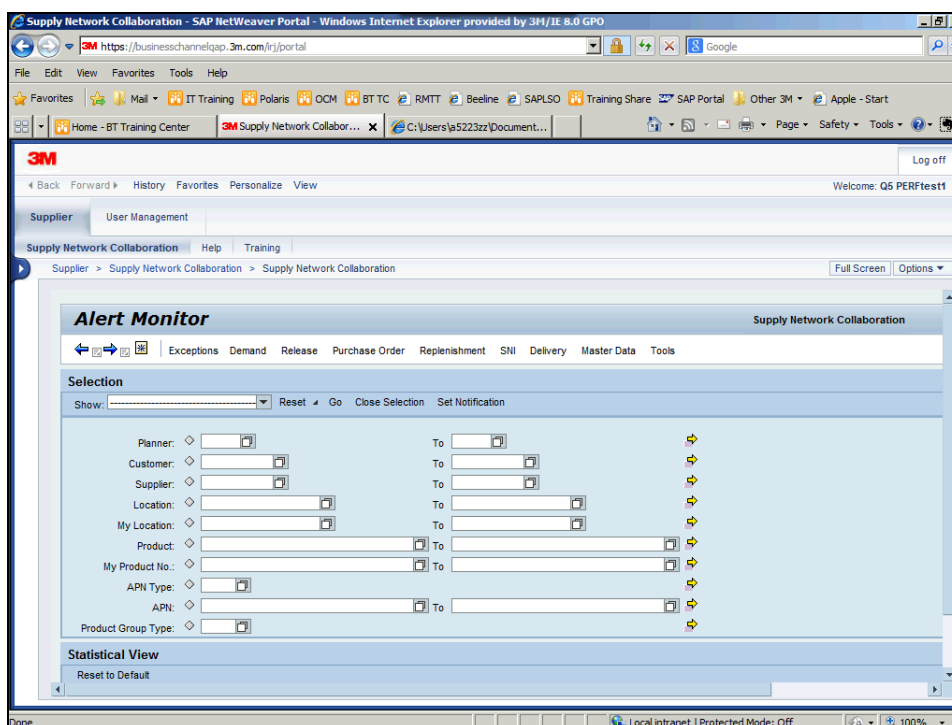 Supply Network Collaboration - SAP NetWeaver Portal - Windows Internet Explorer provided by 3M/IE 8.0 GPO
3M https://businesschannelqap.3m.com/irj/portal
8 Google
File Edit View Favorites Tools Help
Favorites Mail IT Training Polaris OCM BT TC RMTT Beeline SAPLSO Training Share SAP Portal Other 3M Apple - Start
Home - BT Training Center 3M Supply Network Collabor... X C:\Users\a5223zz\Document... Page Safety Tools
3M Log off
Back Forward History Favorites Personalize View Welcome: Q5 PERFtest1
Supplier User Management
Supply Network Collaboration Help Training
Supplier > Supply Network Collaboration > Supply Network Collaboration Full Screen Options
Alert Monitor Supply Network Collaboration
Exceptions Demand Release Purchase Order Replenishment SNI Delivery Master Data Tools
Selection
Show: Reset Go Close Selection Set Notification
Planner: To
Customer: To
Supplier: To
Location: To
My Location: To
Product: To
My Product No.: To
APN Type:
APN: To
Product Group Type:
Statistical View
Reset to Default
Done Local intranet | Protected Mode: Off 100%